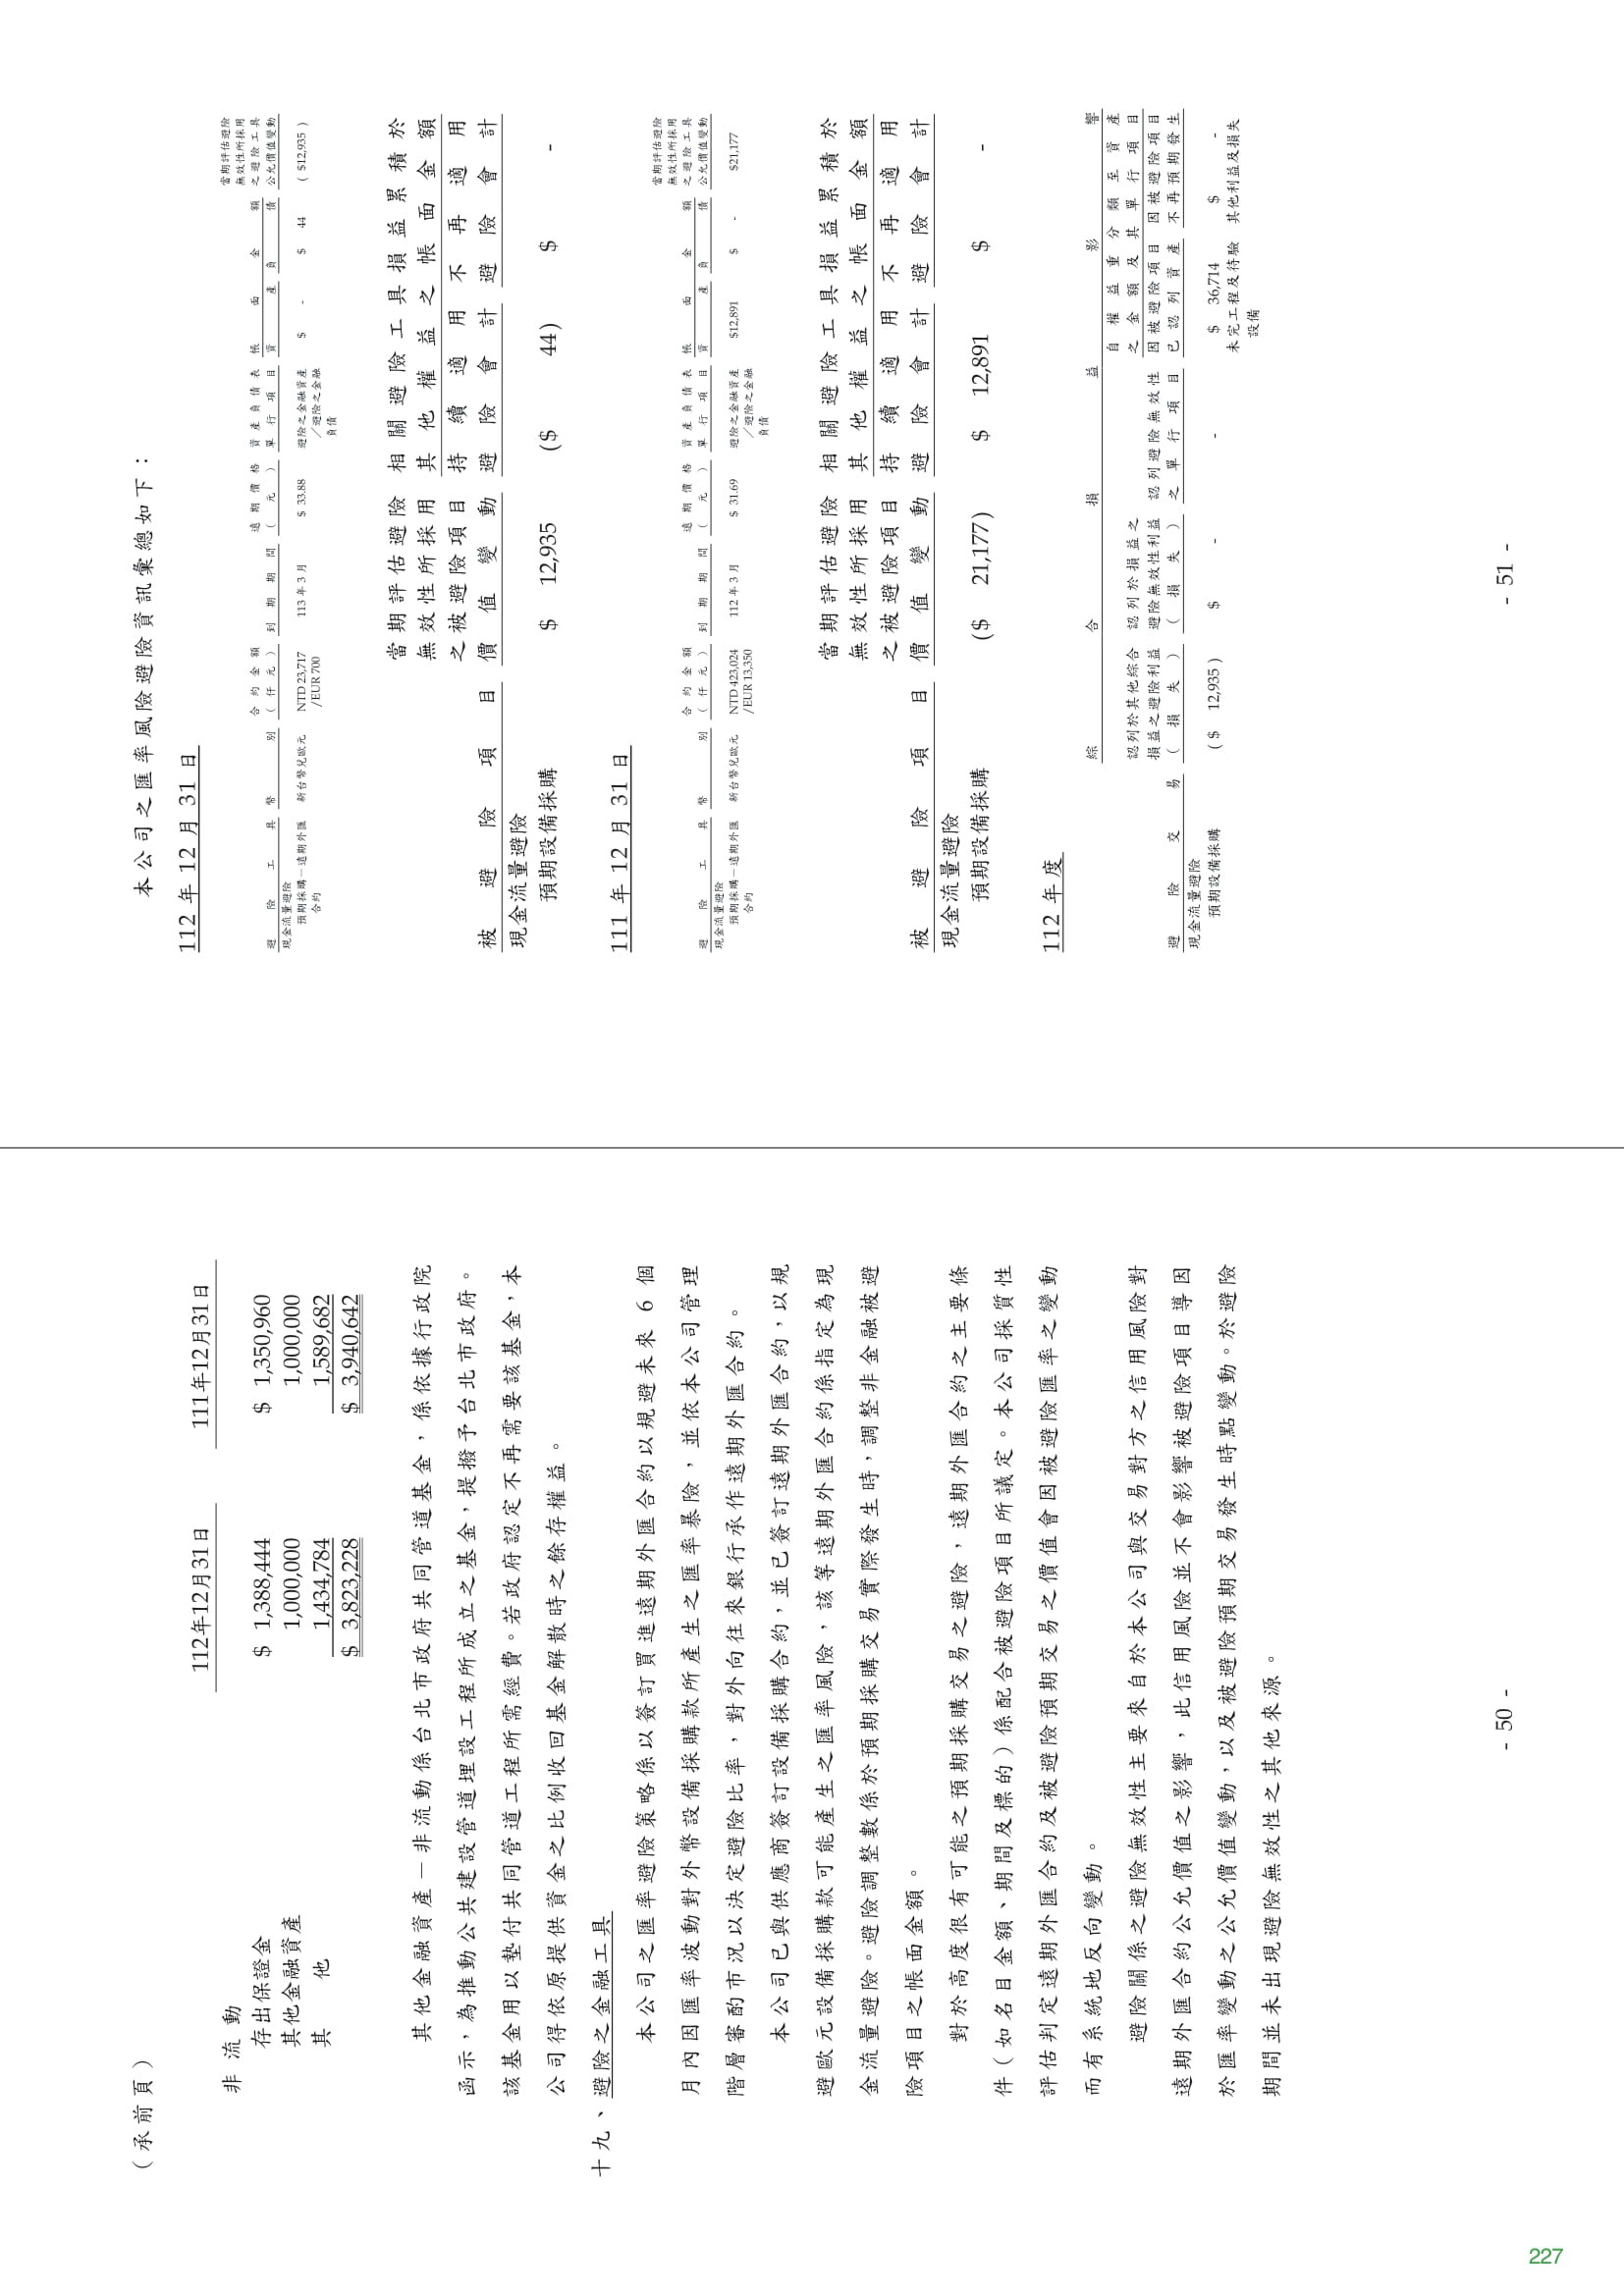 (承前頁)
112年12月31日 111年12月31日
非 流 動
存出保證金 $ 1,388,444 $ 1,350,960
其他金融資產 1,000,000 1,000,000
其 他 1,434,784 1,589,682
$ 3,823,228 $ 3,940,642
其他金融資產－非流動係台北市政府共同管道基金，係依據行政院
函示，為推動公共建設管道埋設工程所成立之基金，提撥予台北市政府。
該基金用以墊付共同管道工程所需經費。若政府認定不再需要該基金，本
公司得依原提供資金之比例收回基金解散時之餘存權益。
十九、避險之金融工具
本公司之匯率避險策略係以簽訂買進遠期外匯合約以規避未來 6 個
月內因匯率波動對外幣設備採購款所產生之匯率暴險，並依本公司管理
階層審酌市況以決定避險比率，對外向往來銀行承作遠期外匯合約。
本公司已與供應商簽訂設備採購合約，並已簽訂遠期外匯合約，以規
避歐元設備採購款可能產生之匯率風險，該等遠期外匯合約係指定為現
金流量避險。避險調整數係於預期採購交易實際發生時，調整非金融被避
險項目之帳面金額。
對於高度很有可能之預期採購交易之避險，遠期外匯合約之主要條
件（如名目金額、期間及標的）係配合被避險項目所議定。本公司採質性
評估判定遠期外匯合約及被避險預期交易之價值會因被避險匯率之變動
而有系統地反向變動。
避險關係之避險無效性主要來自於本公司與交易對方之信用風險對
遠期外匯合約公允價值之影響，此信用風險並不會影響被避險項目導因
於匯率變動之公允價值變動，以及被避險預期交易發生時點變動。於避險
期間並未出現避險無效性之其他來源。
- 50 -
本公司之匯率風險避險資訊彙總如下：
112 年 12 月 31 日
當期評估避險
無效性所採用
合約金額 遠期價格 資產負債表 帳面金額 之避險工具
避險工具 幣別 （仟元） 到期期間 （元） 單行項目 資產 負債 公允價值變動
現金流量避險
預期採購－遠期外匯 新台幣兌歐元 NTD 23,717 113 年 3 月 $ 33.88 避險之金融資產 $ - $ 44 ( $12,935 )
合約 /EUR 700 ／避險之金融
負債
當期評估避險 相關避險工具損益累積於
無效性所採用 其他權益之帳面金額
之被避險項目 持續適用 不再適用
被避險項目 價值變動 避險會計 避險會計
現金流量避險
預期設備採購 $ 12,935 ($ 44) $ -
111 年 12 月 31 日
當期評估避險
無效性所採用
合約金額 遠期價格 資產負債表 帳面金額 之避險工具
避險工具 幣別 （仟元） 到期期間 （元） 單行項目 資產 負債 公允價值變動
現金流量避險
預期採購－遠期外匯 新台幣兌歐元 NTD 423,024 112 年 3 月 $ 31.69 避險之金融資產 $12,891 $ - $21,177
合約 /EUR 13,350 ／避險之金融
負債
當期評估避險 相關避險工具損益累積於
無效性所採用 其他權益之帳面金額
之被避險項目 持續適用 不再適用
被避險項目 價值變動 避險會計 避險會計
現金流量避險
預期設備採購 ($ 21,177) $ 12,891 $ -
112 年度
綜合損益影響
自權益重分類至資產
認列於其他綜合 認列於損益之 之金額及其單行項目
損益之避險利益 避險無效性利益 認列避險無效性 因被避險項目 因被避險項目
避險交易 （損失） （損失） 之單行項目 已認列資產 不再預期發生
現金流量避險
預期設備採購 ( $ 12,935 ) $ - - $ 36,714 $ -
未完工程及待驗 其他利益及損失
設備
- 51 -
227